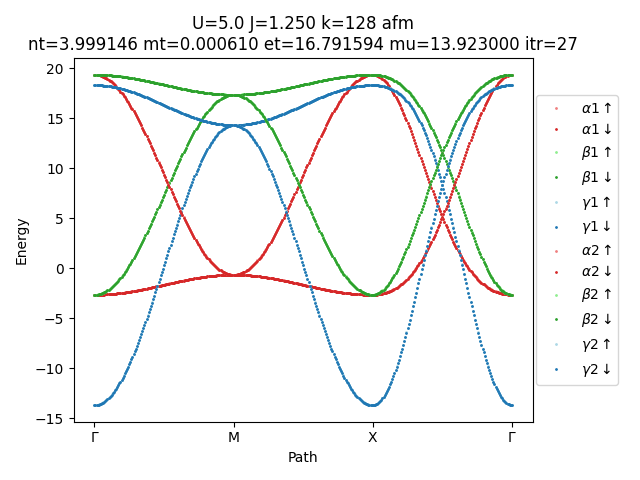 U=5.0 J=1.250 k=128 afm
nt=3.999146 mt=0.000610 et=16.791594 mu=13.923000 itr=27
20
15
10
5
0
−5
−10
−15
Energy
Γ
M
X
Γ
Path
α1↑
α1↓
β1↑
β1↓
γ1↑
γ1↓
α2↑
α2↓
β2↑
β2↓
γ2↑
γ2↓